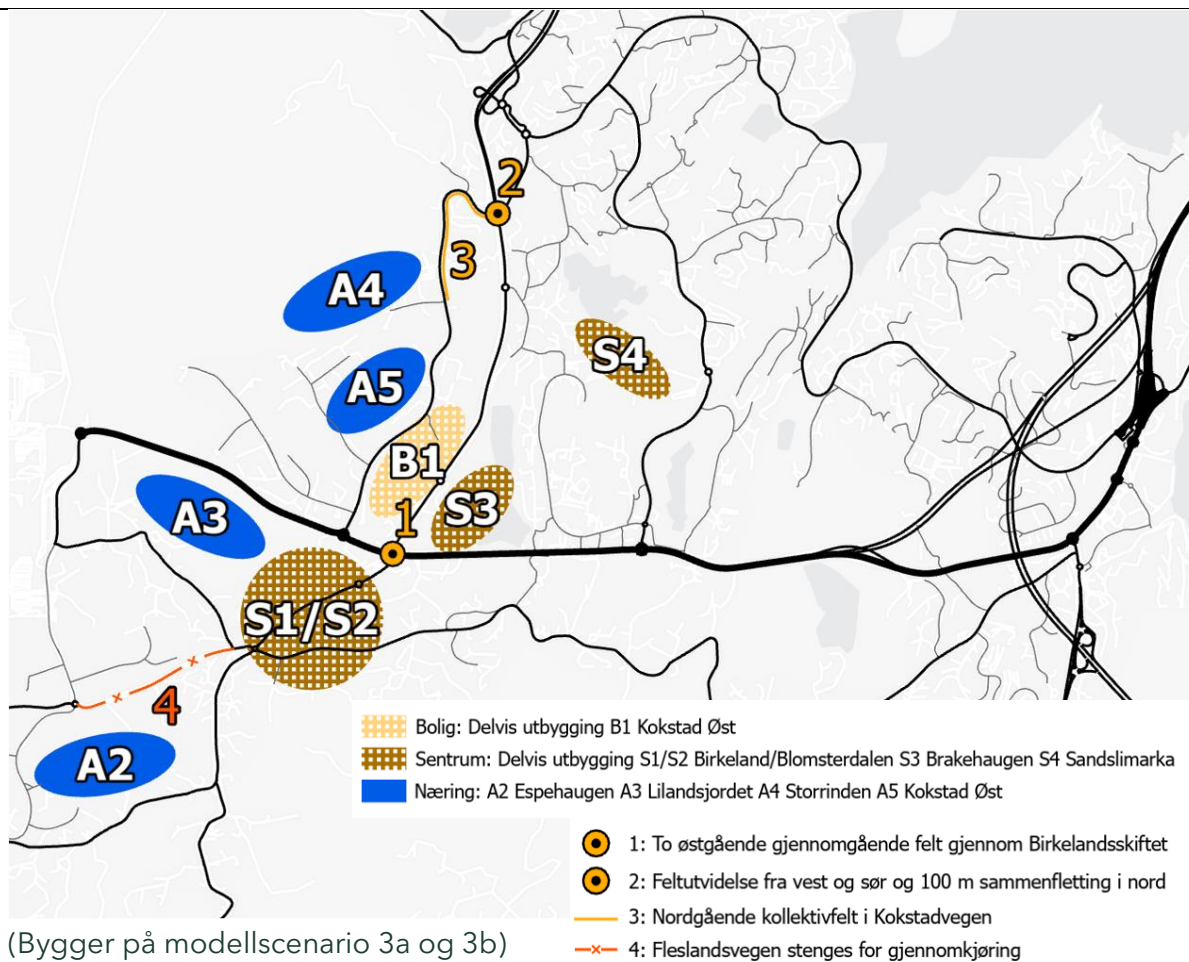 2
3
A4
S4
A5
B1
S3
A3
1
S1/S2
4
A2
Bolig: Delvis utbygging B1 Kokstad Øst
Sentrum: Delvis utbygging S1/S2 Birkeland/Blomsterdalen S3 Brakehaugen S4 Sandslimarka
Næring: A2 Espehaugen A3 Lilandsjordet A4 Storrinden A5 Kokstad Øst
1: To østgående gjennomgående felt gjennom Birkelandsskiftet
2: Feltutvidelse fra vest og sør og 100 m sammenfletting i nord
3: Nordgående kollektivfelt i Kokstadvegen
4: Fleslandsvegen stenges for gjennomkjøring
(Bygger på modellscenario 3a og 3b)